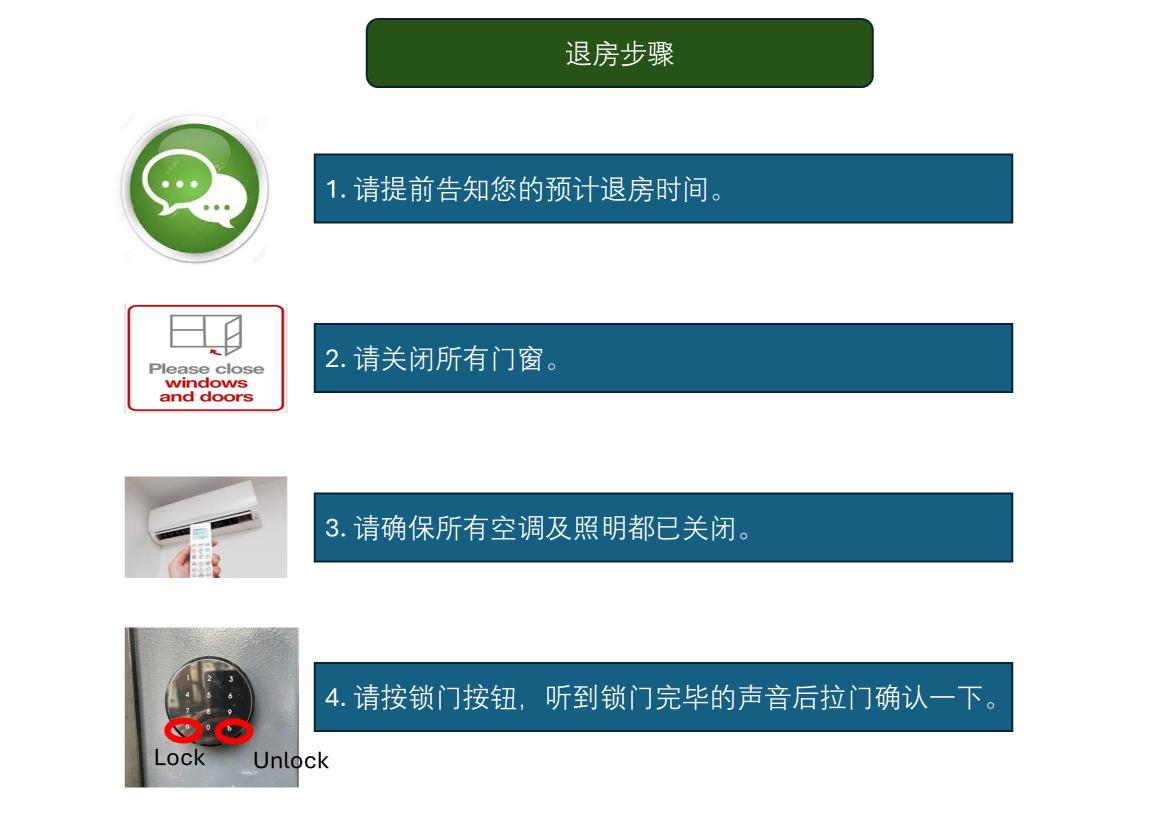 退房步骤
1. 请提前告知您的预计退房时间。
Please close
windows
and doors
2. 请关闭所有门窗。
3. 请确保所有空调及照明都已关闭。
1 2 3
4 5 6
7 8 9
0
Lock
Unlock
4. 请按锁门按钮，听到锁门完毕的声音后拉门确认一下。